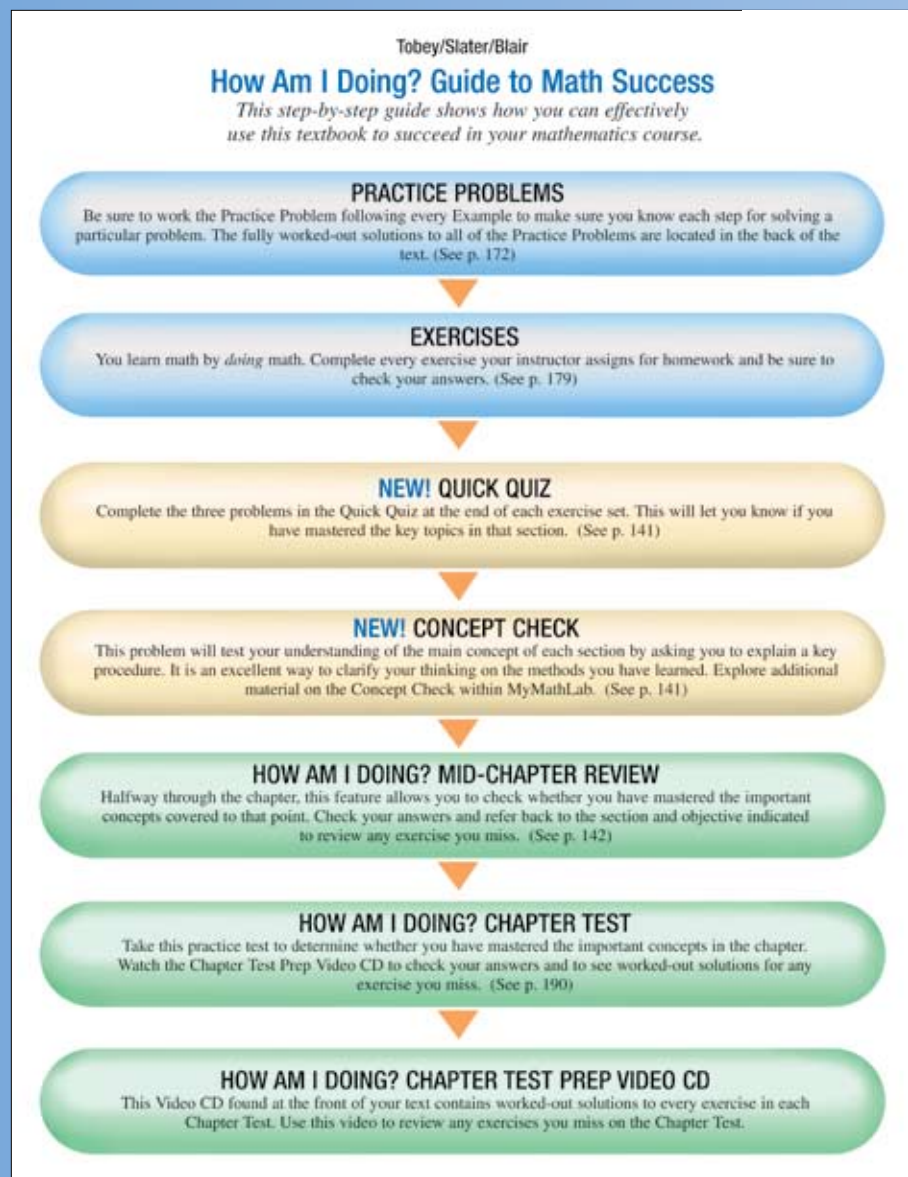 Tobey/Slater/Blair
How Am I Doing? Guide to Math Success
This step-by-step guide shows how you can effectively
use this textbook to succeed in your mathematics course.
PRACTICE PROBLEMS
Be sure to work the Practice Problem following every Example to make sure you know each step for solving a
particular problem. The fully worked-out solutions to all of the Practice Problems are located in the back of the
text. (See p. 172)
EXERCISES
You learn math by doing math. Complete every exercise your instructor assigns for homework and be sure to
check your answers. (See p. 179)
NEW! QUICK QUIZ
Complete the three problems in the Quick Quiz at the end of each exercise set. This will let you know if you
have mastered the key topics in that section. (See p. 141)
NEW! CONCEPT CHECK
This problem will test your understanding of the main concept of each section by asking you to explain a key
procedure. It is an excellent way to clarify your thinking on the methods you have learned. Explore additional
material on the Concept Check within MyMathLab. (See p. 141)
HOW AM I DOING? MID-CHAPTER REVIEW
Halfway through the chapter, this feature allows you to check whether you have mastered the important
concepts covered to that point. Check your answers and refer back to the section and objective indicated
to review any exercise you miss. (See p. 142)
HOW AM I DOING? CHAPTER TEST
Take this practice test to determine whether you have mastered the important concepts in the chapter.
Watch the Chapter Test Prep Video CD to check your answers and to see worked-out solutions for any
exercise you miss. (See p. 190)
HOW AM I DOING? CHAPTER TEST PREP VIDEO CD
This Video CD found at the front of your text contains worked-out solutions to every exercise in each
Chapter Test. Use this video to review any exercises you miss on the Chapter Test.